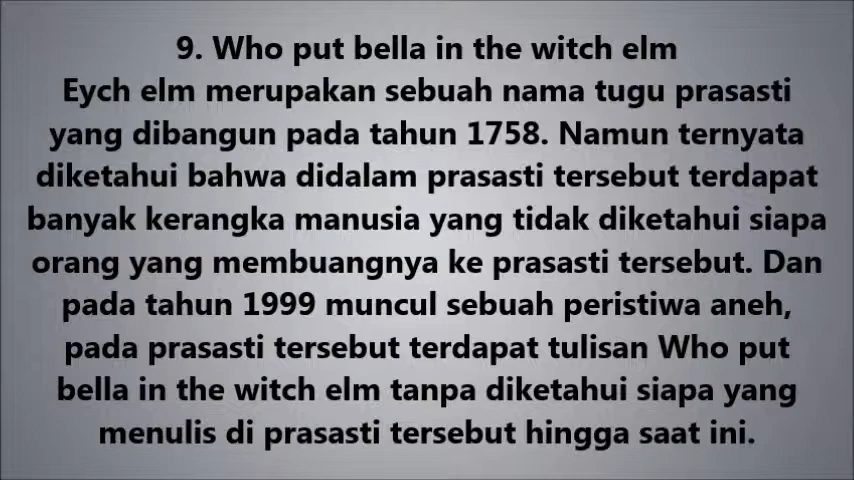 9. Who put bella in the witch elm
Eych elm merupakan sebuah nama tugu prasasti
yang dibangun pada tahun 1758. Namun ternyata
diketahui bahwa didalam prasasti tersebut terdapat
banyak kerangka manusia yang tidak diketahui siapa
orang yang membuangnya ke prasasti tersebut. Dan
pada tahun 1999 muncul sebuah peristiwa aneh,
pada prasasti tersebut terdapat tulisan Who put
bella in the witch elm tanpa diketahui siapa yang
menulis di prasasti tersebut hingga saat ini.